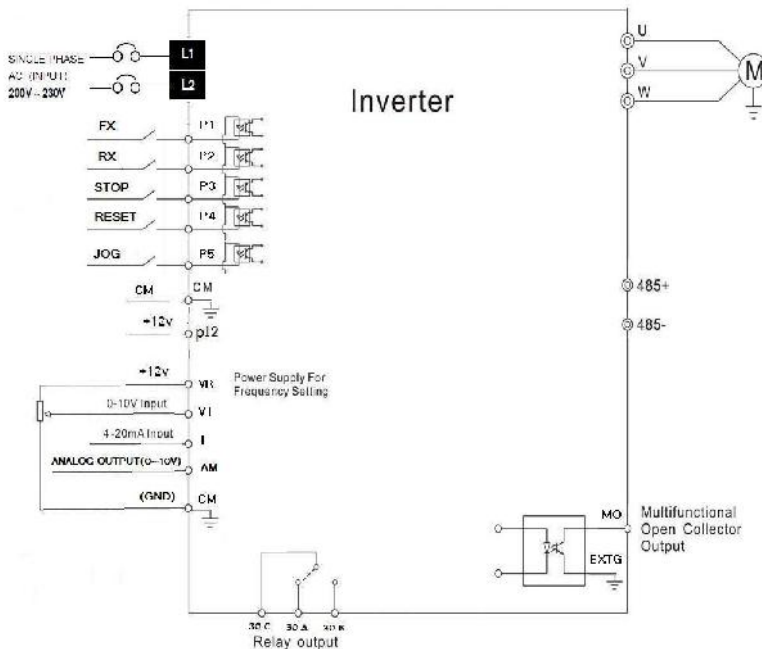 SINGLE PHASE
AC (INPUT)
200V~230V
L1
L2
Inverter
U
V
W
M
FX
P1
RX
P2
STOP
P3
RESET
P4
JOG
P5
CM
CM
+12v
p12
+12v
VR
Power Supply For
Frequency Setting
0-10V Input
V1
4-20mA Input
I
ANALOG OUTPUT(0~10V)
AM
(GND)
CM
485+
485-
MO
EXTG
Multifunctional
Open Collector
Output
30 C
30 A
30 B
Relay output